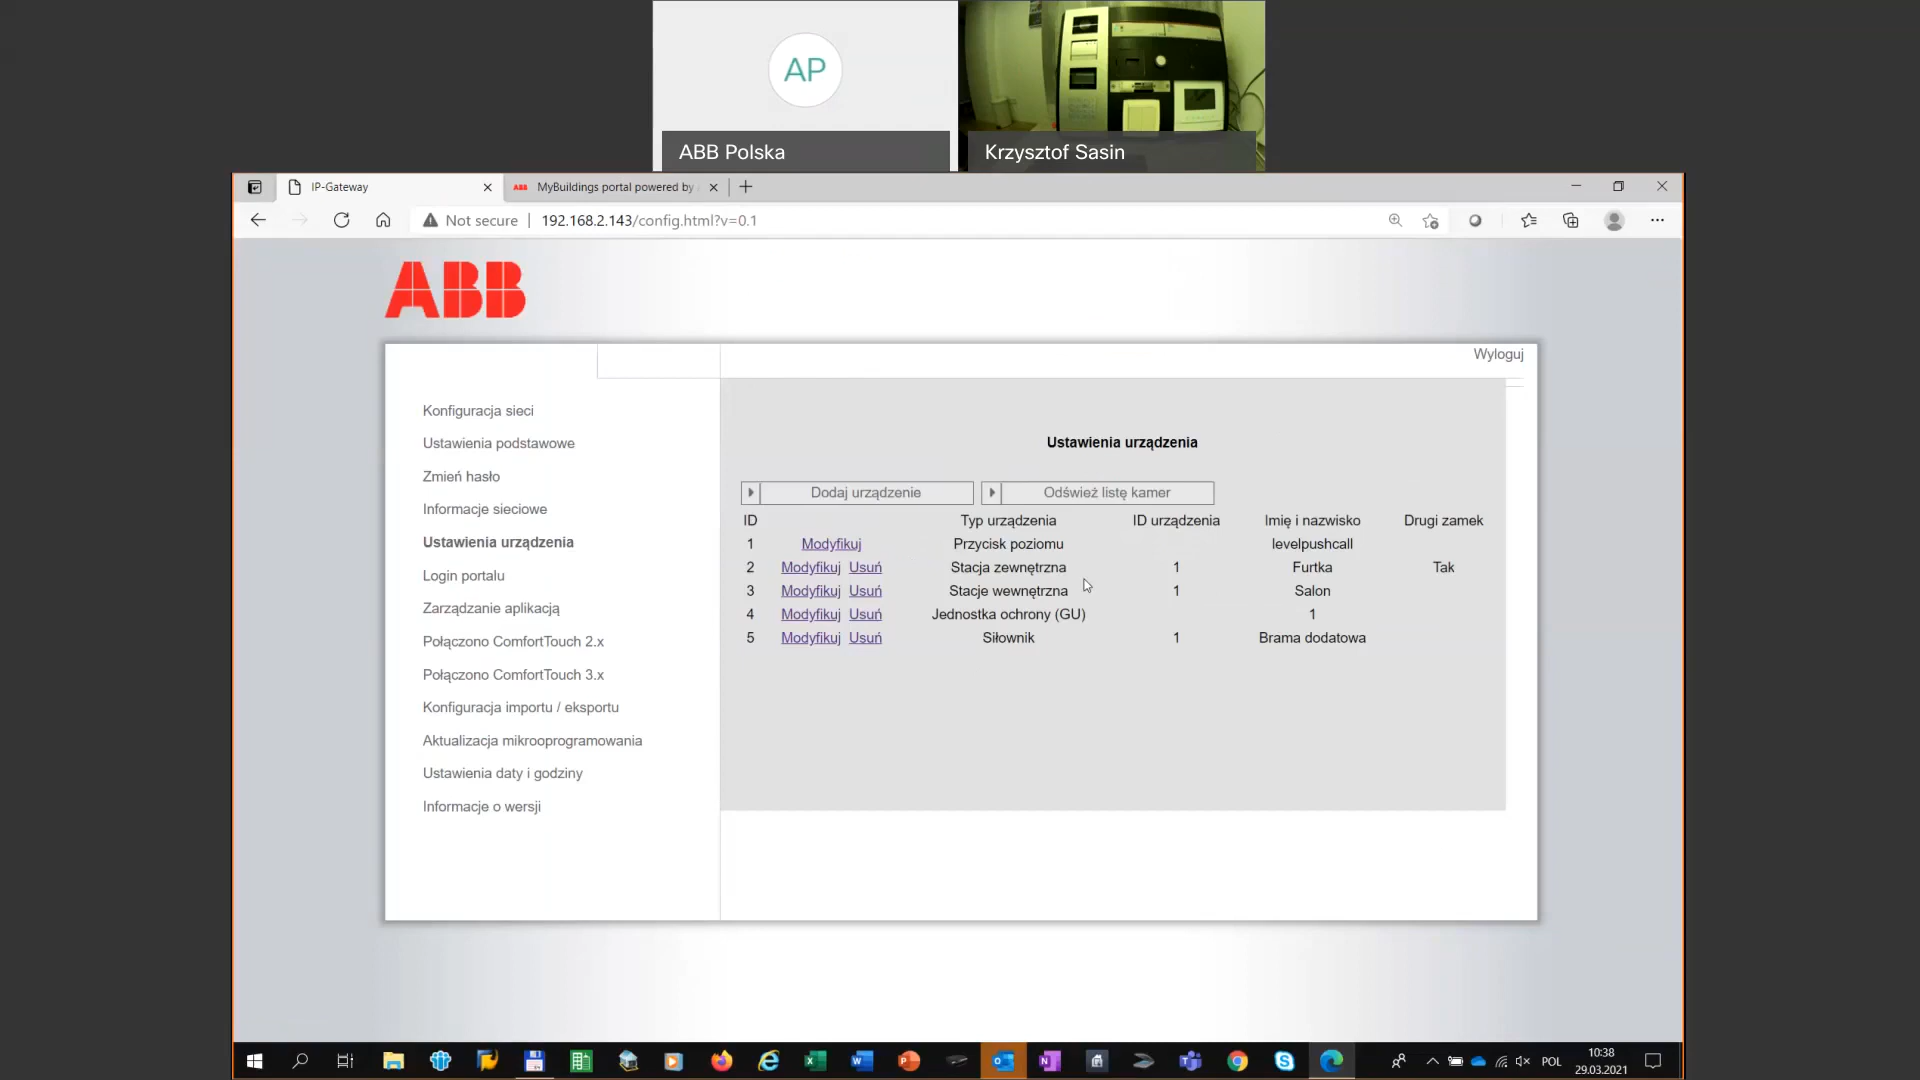 AP
ABB Polska
Krzysztof Sasin
IP-Gateway
ABB MyBuildings portal powered by
Not secure | 192.168.2.143/config.html?v=0.1
ABB
Wyloguj
Konfiguracja sieci
Ustawienia podstawowe
Zmień hasło
Informacje sieciowe
Ustawienia urządzenia
Login portalu
Zarządzanie aplikacją
Połączono ComfortTouch 2.x
Połączono ComfortTouch 3.x
Konfiguracja importu / eksportu
Aktualizacja mikrooprogramowania
Ustawienia daty i godziny
Informacje o wersji
Ustawienia urządzenia
Dodaj urządzenie Odśwież listę kamer
ID Typ urządzenia ID urządzenia Imię i nazwisko Drugi zamek
1 Modyfikuj Przycisk poziomu levelpushcall
2 Modyfikuj Usuń Stacja zewnętrzna 1 Furtka Tak
3 Modyfikuj Usuń Stacje wewnętrzna 1 Salon
4 Modyfikuj Usuń Jednostka ochrony (GU) 1
5 Modyfikuj Usuń Siłownik 1 Brama dodatowa
POL
10:38
29.03.2021